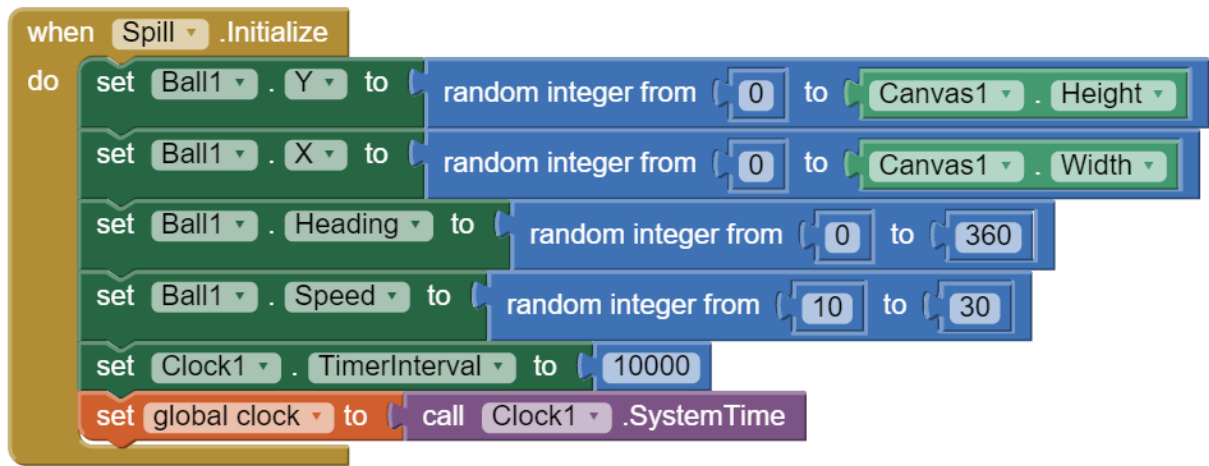 when Spill .Initialize
do set Ball1 . Y to random integer from 0 to Canvas1 . Height
set Ball1 . X to random integer from 0 to Canvas1 . Width
set Ball1 . Heading to random integer from 0 to 360
set Ball1 . Speed to random integer from 10 to 30
set Clock1 . TimerInterval to 10000
set global clock to call Clock1 .SystemTime